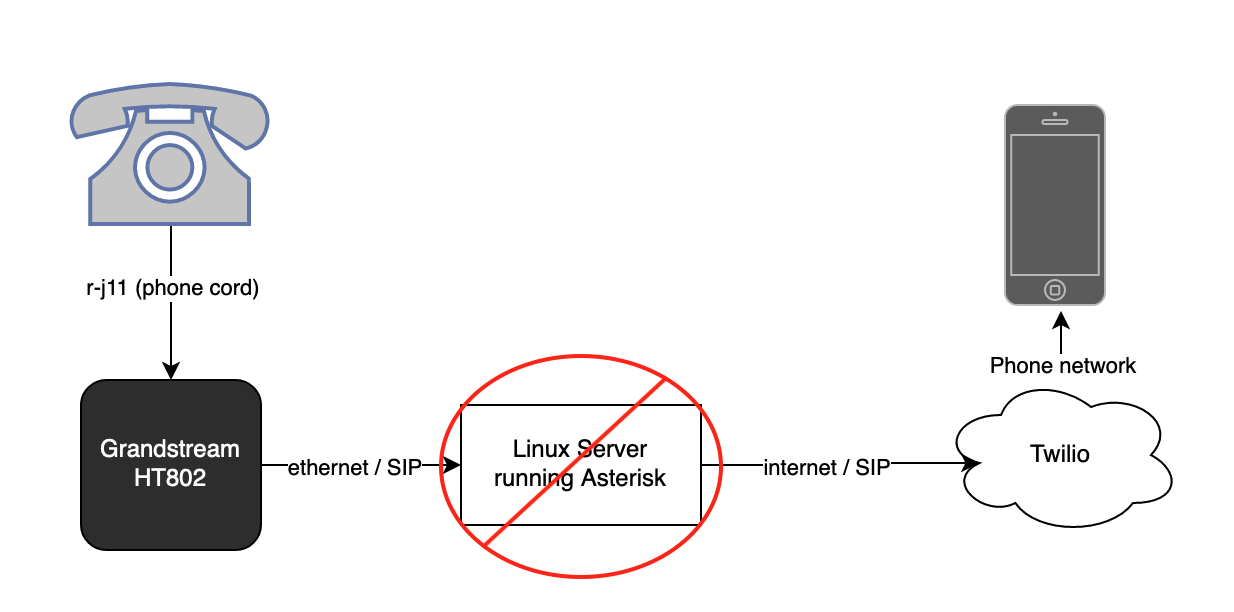 r-j11 (phone cord)
Grandstream
HT802
ethernet / SIP
Linux Server
running Asterisk
internet / SIP
Phone network
Twilio